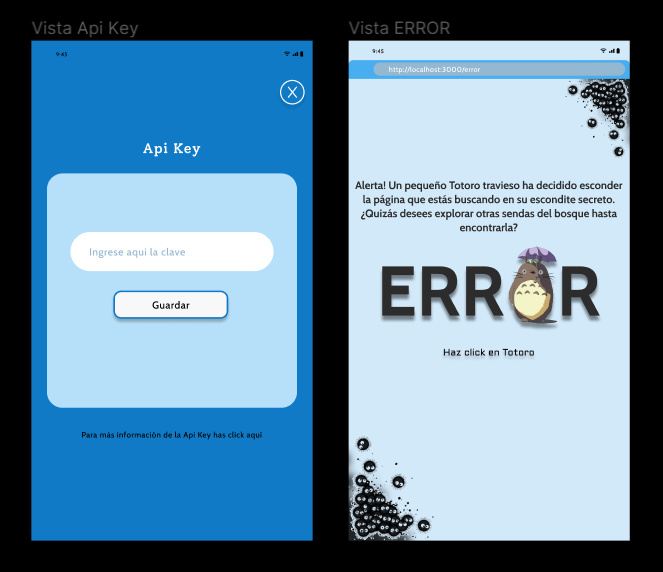 Vista Api Key
9:45
X
Api Key
Ingrese aqui la clave
Guardar
Para más información de la Api Key has click aquí
Vista ERROR
9:45
http://localhost:3000/error
Alerta! Un pequeño Totoro travieso ha decidido esconder
la página que estás buscando en su escondite secreto.
¿Quizás desees explorar otras sendas del bosque hasta
encontrarla?
ERR R
Haz click en Totoro